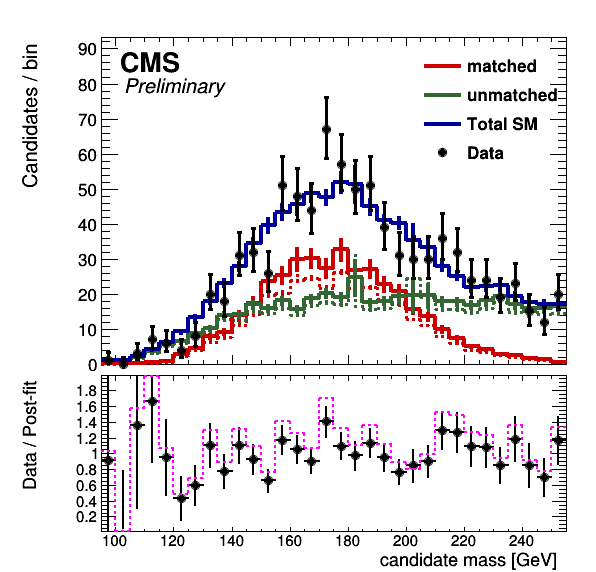 Candidates / bin
90
80
70
60
50
40
30
20
10
0
CMS
Preliminary
matched
unmatched
Total SM
Data
Data / Post-fit
1.8
1.6
1.4
1.2
1
0.8
0.6
0.4
0.2
100 120 140 160 180 200 220 240
candidate mass [GeV]